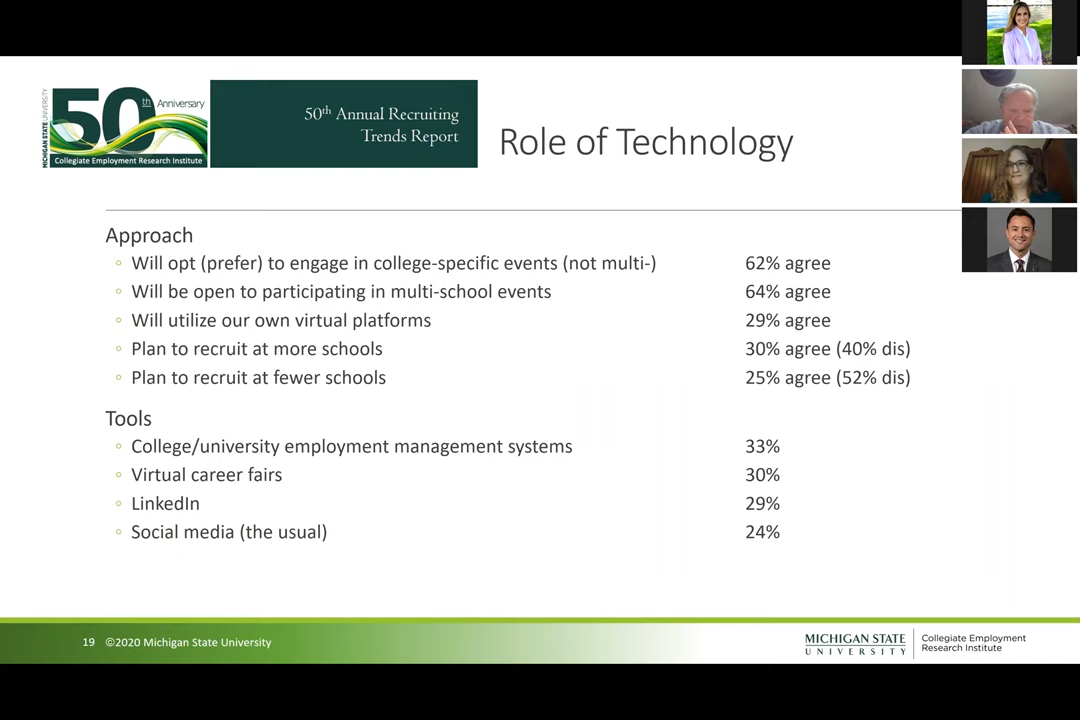 MICHIGAN STATE UNIVERSITY
50th Anniversary
Collegiate Employment Research Institute
50th Annual Recruiting
Trends Report
Role of Technology
Approach
◦ Will opt (prefer) to engage in college-specific events (not multi-) 62% agree
◦ Will be open to participating in multi-school events 64% agree
◦ Will utilize our own virtual platforms 29% agree
◦ Plan to recruit at more schools 30% agree (40% dis)
◦ Plan to recruit at fewer schools 25% agree (52% dis)
Tools
◦ College/university employment management systems 33%
◦ Virtual career fairs 30%
◦ LinkedIn 29%
◦ Social media (the usual) 24%
19 ©2020 Michigan State University
MICHIGAN STATE
UNIVERSITY
Collegiate Employment
Research Institute